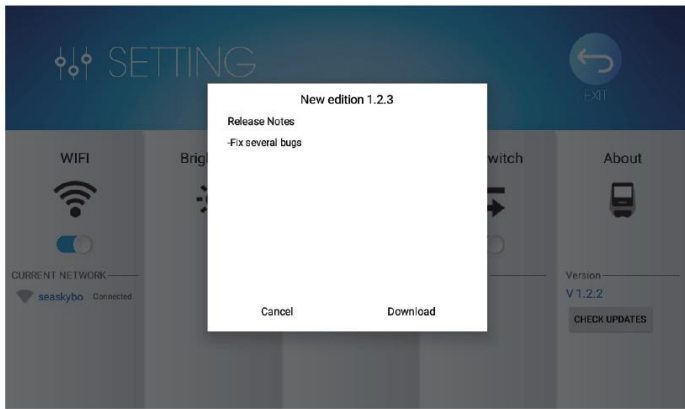 SETTING
EXIT
New edition 1.2.3
Release Notes
-Fix several bugs
Cancel
Download
WIFI
About
CURRENT NETWORK
seaskybo Connected
Version
V 1.2.2
CHECK UPDATES